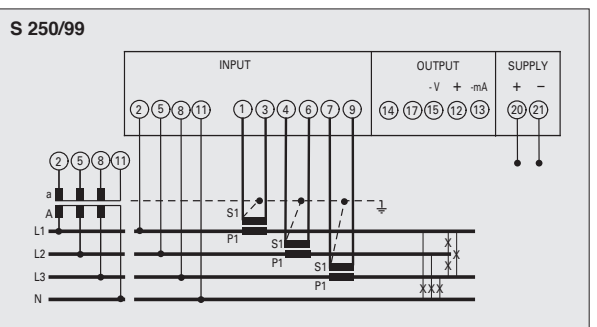 S 250/99
INPUT OUTPUT SUPPLY
- V + -mA + –
2 5 8 11 1 3 4 6 7 9 14 17 15 12 13 20 21
2 5 8 11
a
A S1
L1
P1
S1
L2
P1
S1
L3
P1
N